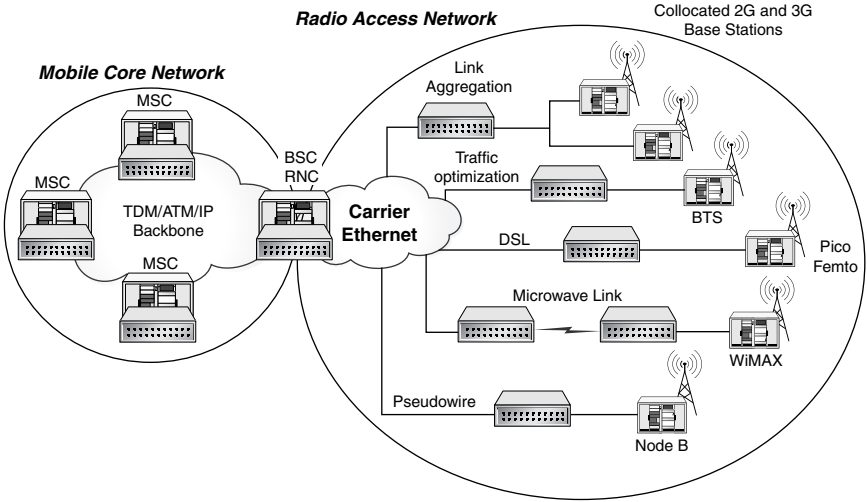 Radio Access Network
Collocated 2G and 3G
Base Stations
Mobile Core Network
MSC
Link
Aggregation
BSC
RNC
Traffic
optimization
MSC
TDM/ATM/IP
Backbone
Carrier
Ethernet
BTS
DSL
Pico
Femto
MSC
Microwave Link
WiMAX
Pseudowire
Node B